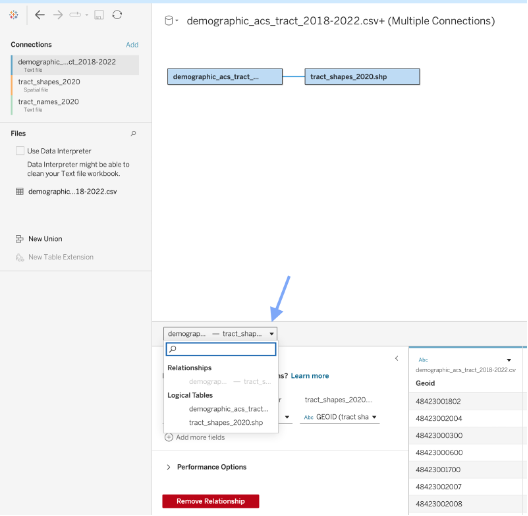 demographic_acs_tract_2018-2022.csv+ (Multiple Connections)
Connections
Add
demographic_...ct_2018-2022
Text file
tract_shapes_2020
Spatial file
tract_names_2020
Text file
Files
Use Data Interpreter
Data Interpreter might be able to
clean your Text file workbook.
demographic...18-2022.csv
New Union
New Table Extension
demographic_acs_tract_...
tract_shapes_2020.shp
demograp... — tract_shap...
Relationships
demograp... — tract_s...
Logical Tables
demographic_acs_tract...
tract_shapes_2020.shp
s? Learn more
tract_shapes_2020...
Abc GEOID (tract sha
Add more fields
Performance Options
Remove Relationship
Abc
demographic_acs_tract_2018-2022.csv
Geoid
48423001802
48423002004
48423000300
48423000600
48423001700
48423002007
48423002008